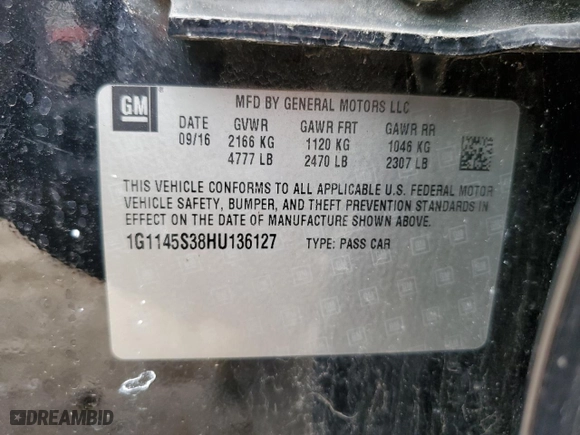 GM
MFD BY GENERAL MOTORS LLC
DATE GVWR GAWR FRT GAWR RR
09/16 2166 KG 1120 KG 1046 KG
4777 LB 2470 LB 2307 LB
THIS VEHICLE CONFORMS TO ALL APPLICABLE U.S. FEDERAL MOTOR
VEHICLE SAFETY, BUMPER, AND THEFT PREVENTION STANDARDS IN
EFFECT ON THE DATE OF MANUFACTURE SHOWN ABOVE.
1G1145S38HU136127 TYPE: PASS CAR
DREAMBID